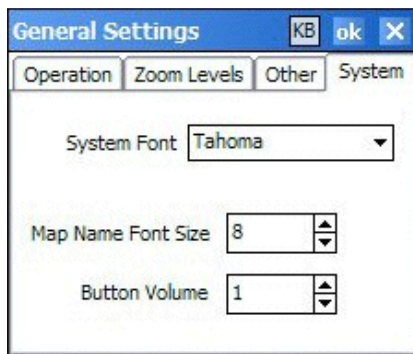 General Settings KB ok
Operation Zoom Levels Other System
System Font Tahoma
Map Name Font Size 8
Button Volume 1